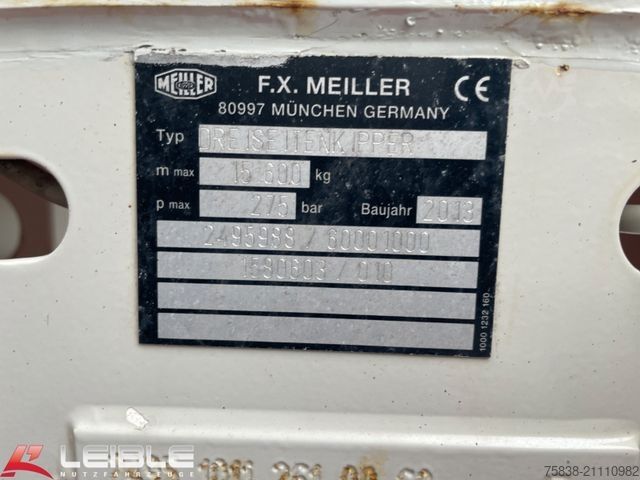 MEILLER F.X. MEILLER CE
80997 MÜNCHEN GERMANY
Typ DREISEITENKIPPER
m max 15 600 kg
p max 275 bar Baujahr 2013
2495988 / 60001000
1580603 / 010
1000 1232 160
LEIBLE
NUTZFAHRZEUGE
75838-21110982